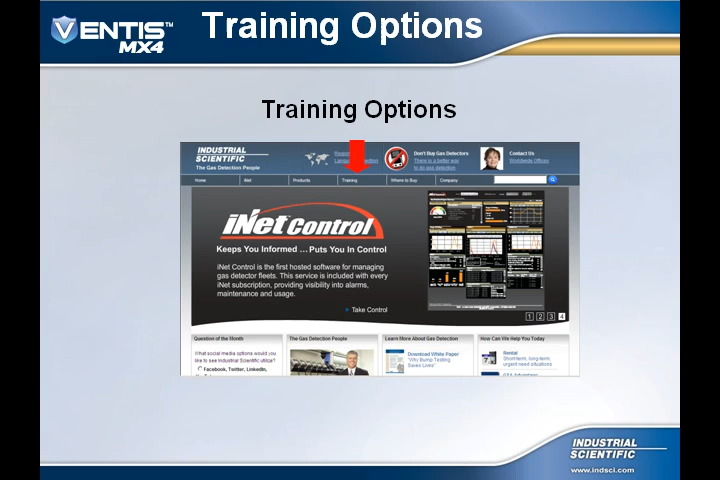 VENTIS™
MX4
Training Options
Training Options
INDUSTRIAL
SCIENTIFIC
The Gas Detection People
Don't Buy Gas Detectors
There is a better way
to do gas detection
Contact Us
Worldwide Offices
Home
iNet
Products
Training
Where to Buy
Company
iNet Control
Keeps You Informed ... Puts You In Control
iNet Control is the first hosted software for managing
gas detector fleets. This service is included with every
iNet subscription, providing visibility into alarms,
maintenance and usage.
Take Control
1 2 3 4
Question of the Month
What social media options would you
like to see Industrial Scientific utilize?
Facebook, Twitter, LinkedIn,
The Gas Detection People
Learn More About Gas Detection
Download White Paper
"Why Bump Testing
Saves Lives"
How Can We Help You Today
Rental
Short-term, long-term,
urgent need situations
INDUSTRIAL
SCIENTIFIC
www.indsci.com